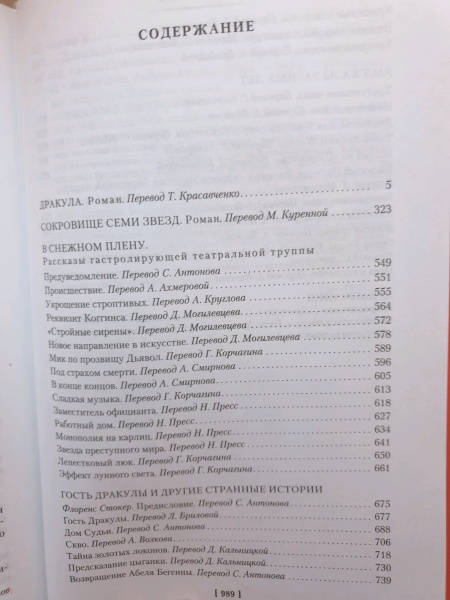 СОДЕРЖАНИЕ
ДРАКУЛА. Роман. Перевод Т. Красавченко 5
СОКРОВИЩЕ СЕМИ ЗВЕЗД. Роман. Перевод М. Куренной 323
В СНЕЖНОМ ПЛЕНУ.
Рассказы гастролирующей театральной труппы
Предуведомление. Перевод С. Антонова 549
Происшествие. Перевод А. Ахмеровой 551
Укрощение строптивых. Перевод А. Круглова 555
Реквизит Коггинса. Перевод Д. Могилевцева 564
«Стройные сирены». Перевод Д. Могилевцева 572
Новое направление в искусстве. Перевод Д. Могилевцева 578
Мик по прозвищу Дьявол. Перевод Г. Корчагина 589
Под страхом смерти. Перевод А. Смирнова 596
В конце концов. Перевод А. Смирнова 605
Сладкая музыка. Перевод Г. Корчагина 613
Заместитель официанта. Перевод Н. Пресс 618
Работный дом. Перевод Н. Пресс 627
Монополия на карлиц. Перевод Н. Пресс 634
Звезда преступного мира. Перевод Н. Пресс 641
Лепестковый люк. Перевод Г. Корчагина 650
Эффект лунного света. Перевод Г. Корчагина 661
ГОСТЬ ДРАКУЛЫ И ДРУГИЕ СТРАННЫЕ ИСТОРИИ
Флоренс Стокер. Предисловие. Перевод С. Антонова 675
Гость Дракулы. Перевод Л. Бриловой 677
Дом Судьи. Перевод С. Антонова 688
Скво. Перевод А. Волкова 706
Тайна золотых локонов. Перевод Д. Кальницкой 718
Предсказание цыганки. Перевод Д. Кальницкой 730
Возвращение Абеля Бегенны. Перевод С. Антонова 739
[ 989 ]